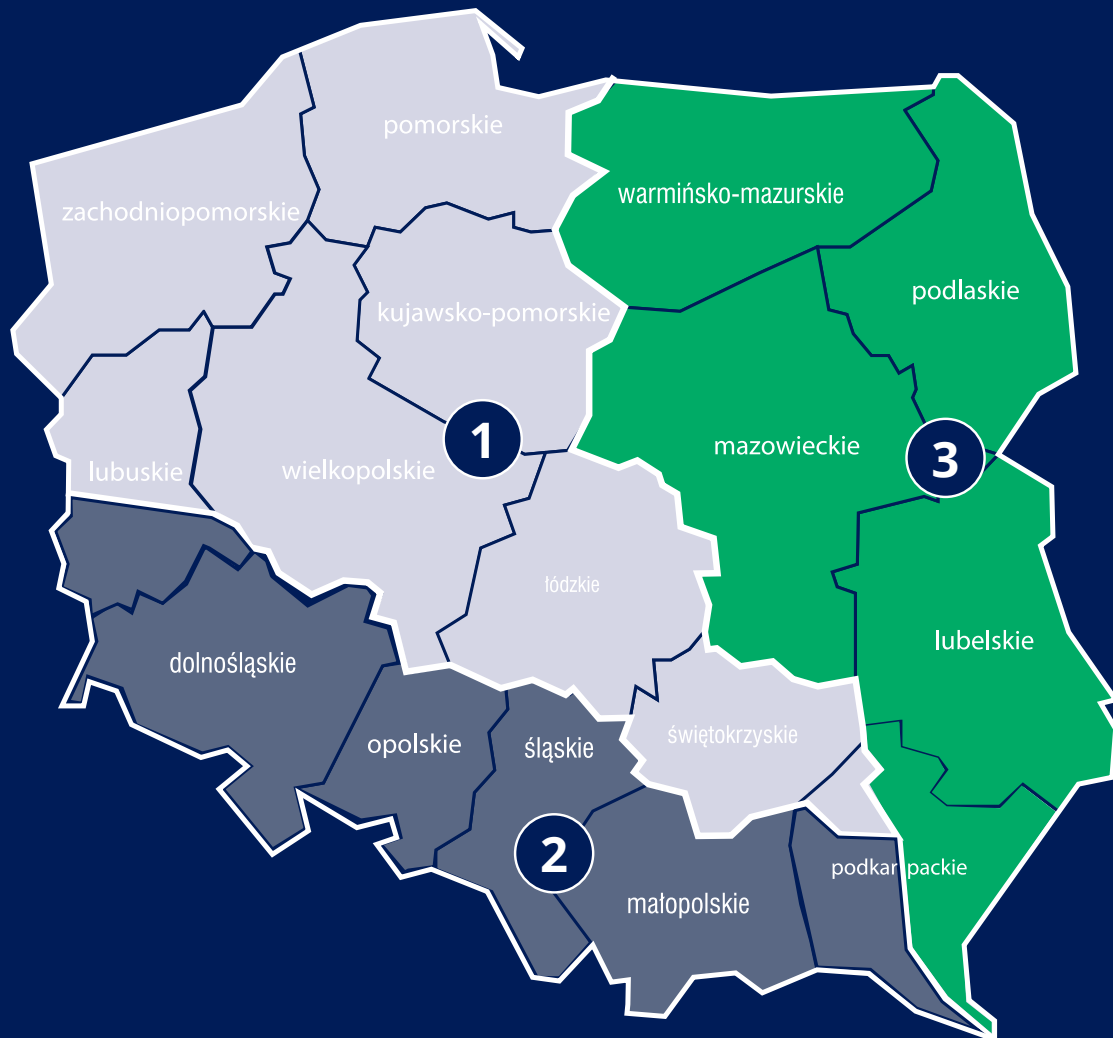 pomorskie
warmińsko-mazurskie
zachodniopomorskie
podlaskie
kujawsko-pomorskie
1
mazowieckie
3
lubuskie
wielkopolskie
łódzkie
lubelskie
dolnośląskie
opolskie
śląskie
świętokrzyskie
2
podkarpackie
małopolskie